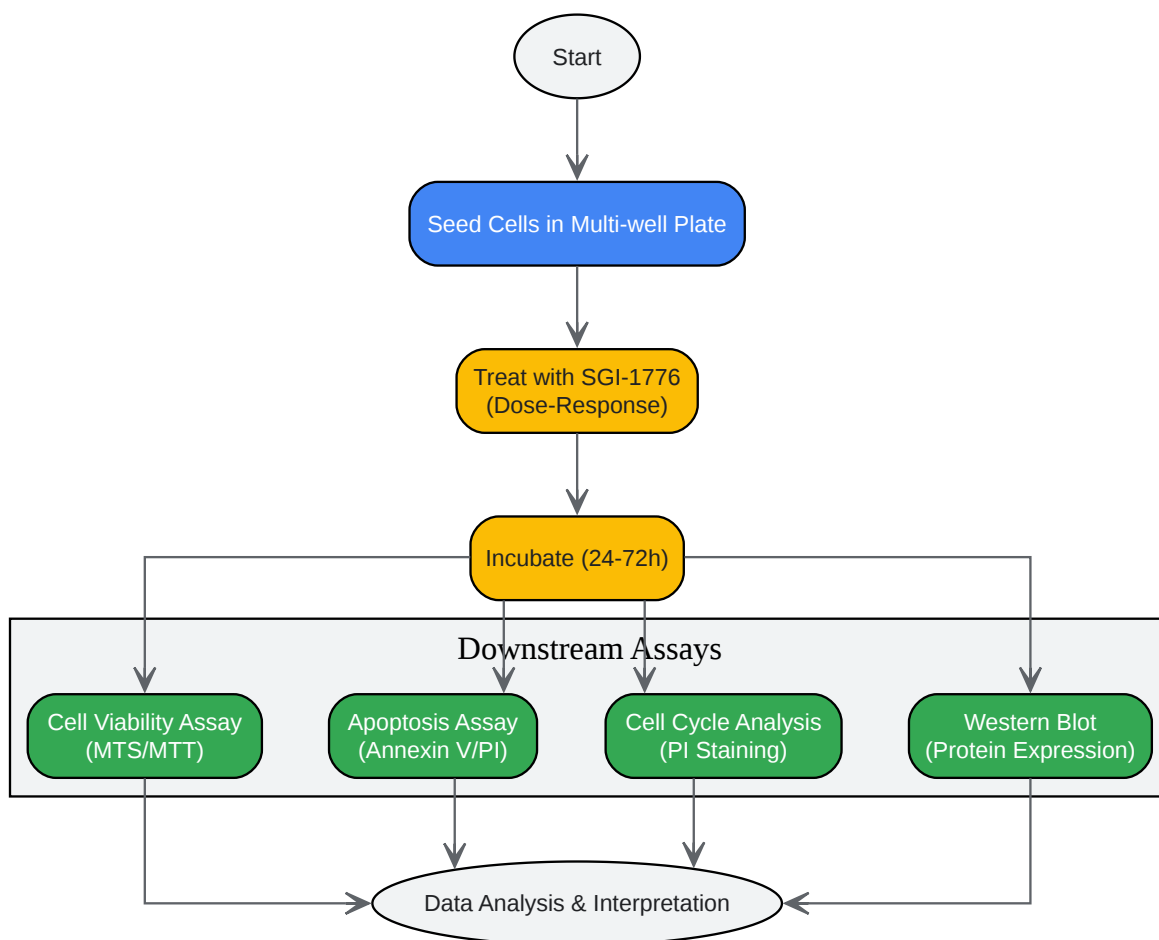 Start
Seed Cells in Multi-well Plate
Treat with SGI-1776
(Dose-Response)
Incubate (24-72h)
Downstream Assays
Cell Viability Assay
(MTS/MTT)
Apoptosis Assay
(Annexin V/PI)
Cell Cycle Analysis
(PI Staining)
Western Blot
(Protein Expression)
Data Analysis & Interpretation